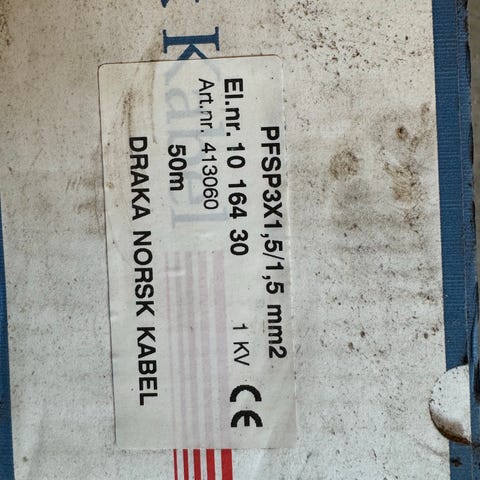 Kabel
PFSP3X1,5/1,5 mm2
El.nr. 10 164 30 1 KV CE
Art.nr. 413060
50m
DRAKA NORSK KABEL